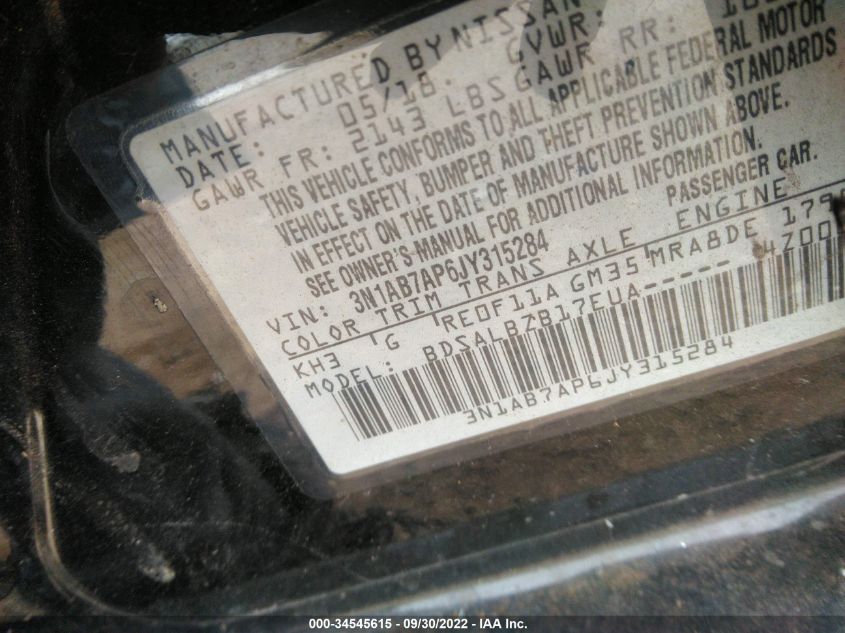 MANUFACTURED BY NISSAN
DATE: 05/18 GVWR:
GAWR FR: 2143 LBS GAWR RR:
THIS VEHICLE CONFORMS TO ALL APPLICABLE FEDERAL MOTOR
VEHICLE SAFETY, BUMPER AND THEFT PREVENTION STANDARDS
IN EFFECT ON THE DATE OF MANUFACTURE SHOWN ABOVE.
SEE OWNER'S MANUAL FOR ADDITIONAL INFORMATION.
VIN: 3N1AB7AP6JY315284 PASSENGER CAR.
COLOR TRIM TRANS AXLE ENGINE
KH3 G RE0F11A GM35 MRA8DE
MODEL: BDSALBZB17EUA------
3N1AB7AP6JY315284
000-34545615 - 09/30/2022 - IAA Inc.